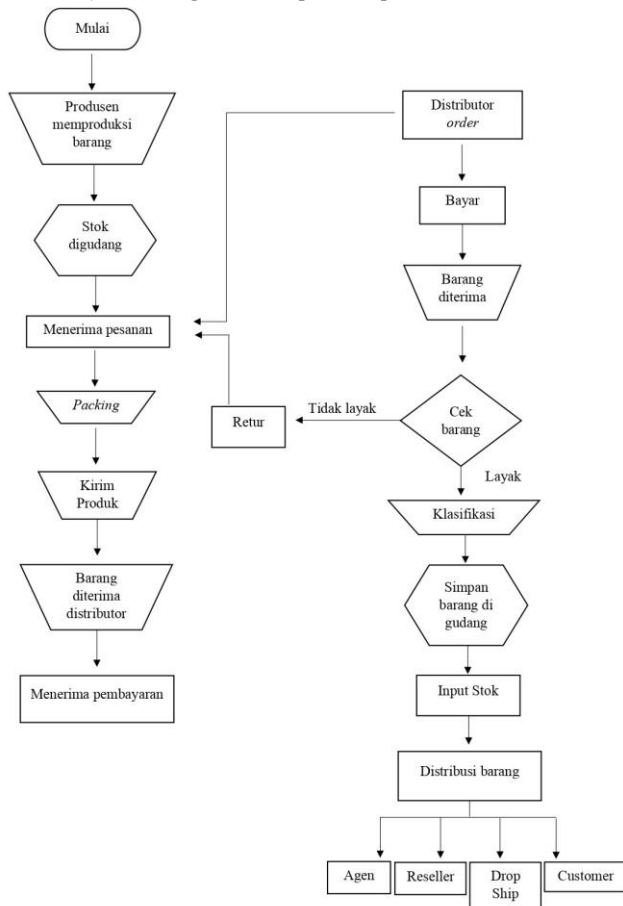 Mulai
Produsen
memproduksi
barang
Stok
digudang
Menerima pesanan
Packing
Kirim
Produk
Barang
diterima
distributor
Menerima pembayaran
Distributor
order
Bayar
Barang
diterima
Cek
barang
Tidak layak
Retur
Layak
Klasifikasi
Simpan
barang di
gudang
Input Stok
Distribusi barang
Agen
Reseller
Drop
Ship
Customer